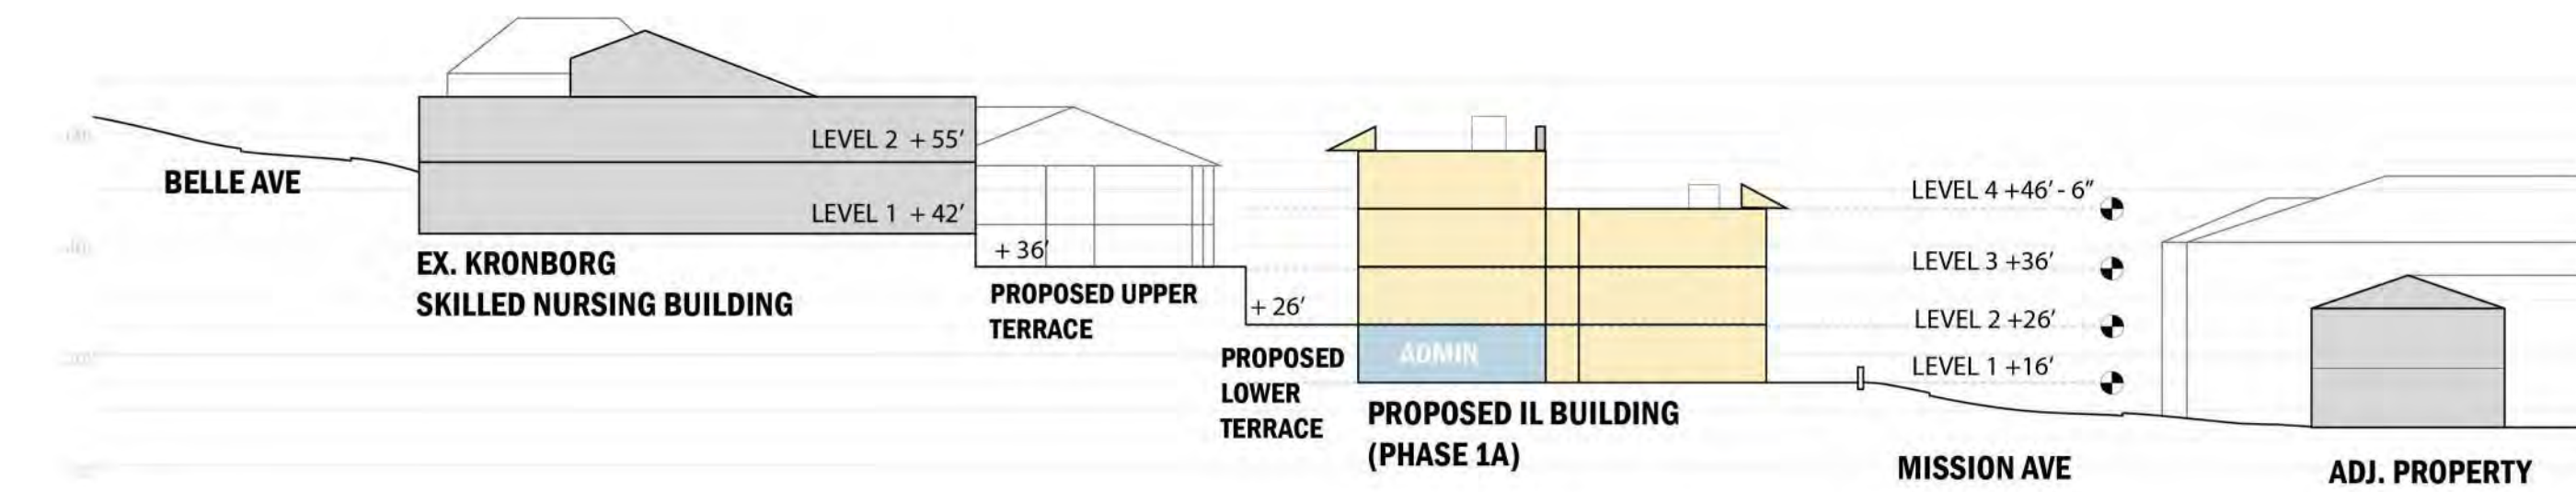 BELLE AVE
LEVEL 2 + 55'
LEVEL 1 + 42'
EX. KRONBORG
SKILLED NURSING BUILDING
+ 36'
PROPOSED UPPER
TERRACE
+ 26'
PROPOSED
LOWER
TERRACE
ADMIN
PROPOSED IL BUILDING
(PHASE 1A)
LEVEL 4 +46' - 6"
LEVEL 3 +36'
LEVEL 2 +26'
LEVEL 1 +16'
MISSION AVE
ADJ. PROPERTY